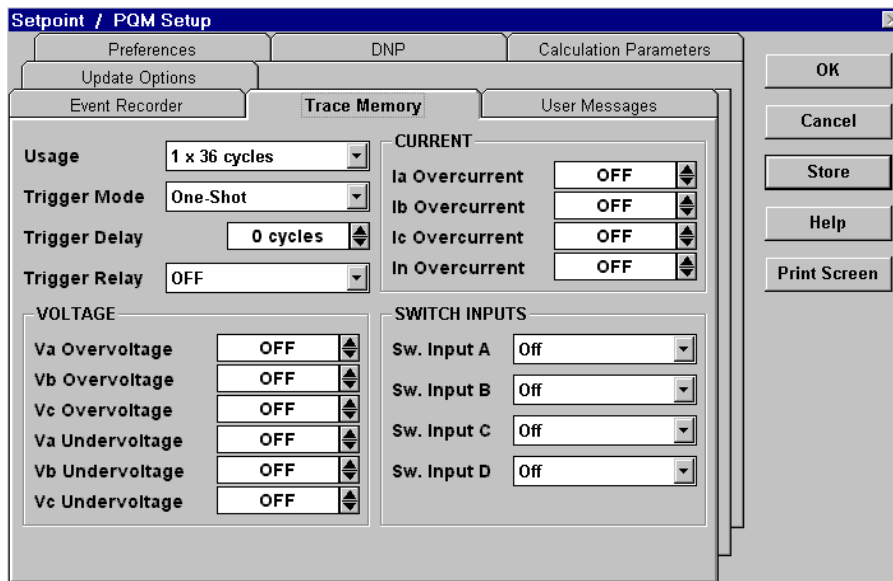 Setpoint / PQM Setup
Preferences
DNP
Calculation Parameters
Update Options
Event Recorder
Trace Memory
User Messages
OK
Cancel
Store
Help
Print Screen
Usage 1 x 36 cycles
Trigger Mode One-Shot
Trigger Delay 0 cycles
Trigger Relay OFF
CURRENT
Ia Overcurrent OFF
Ib Overcurrent OFF
Ic Overcurrent OFF
In Overcurrent OFF
VOLTAGE
Va Overvoltage OFF
Vb Overvoltage OFF
Vc Overvoltage OFF
Va Undervoltage OFF
Vb Undervoltage OFF
Vc Undervoltage OFF
SWITCH INPUTS
Sw. Input A Off
Sw. Input B Off
Sw. Input C Off
Sw. Input D Off